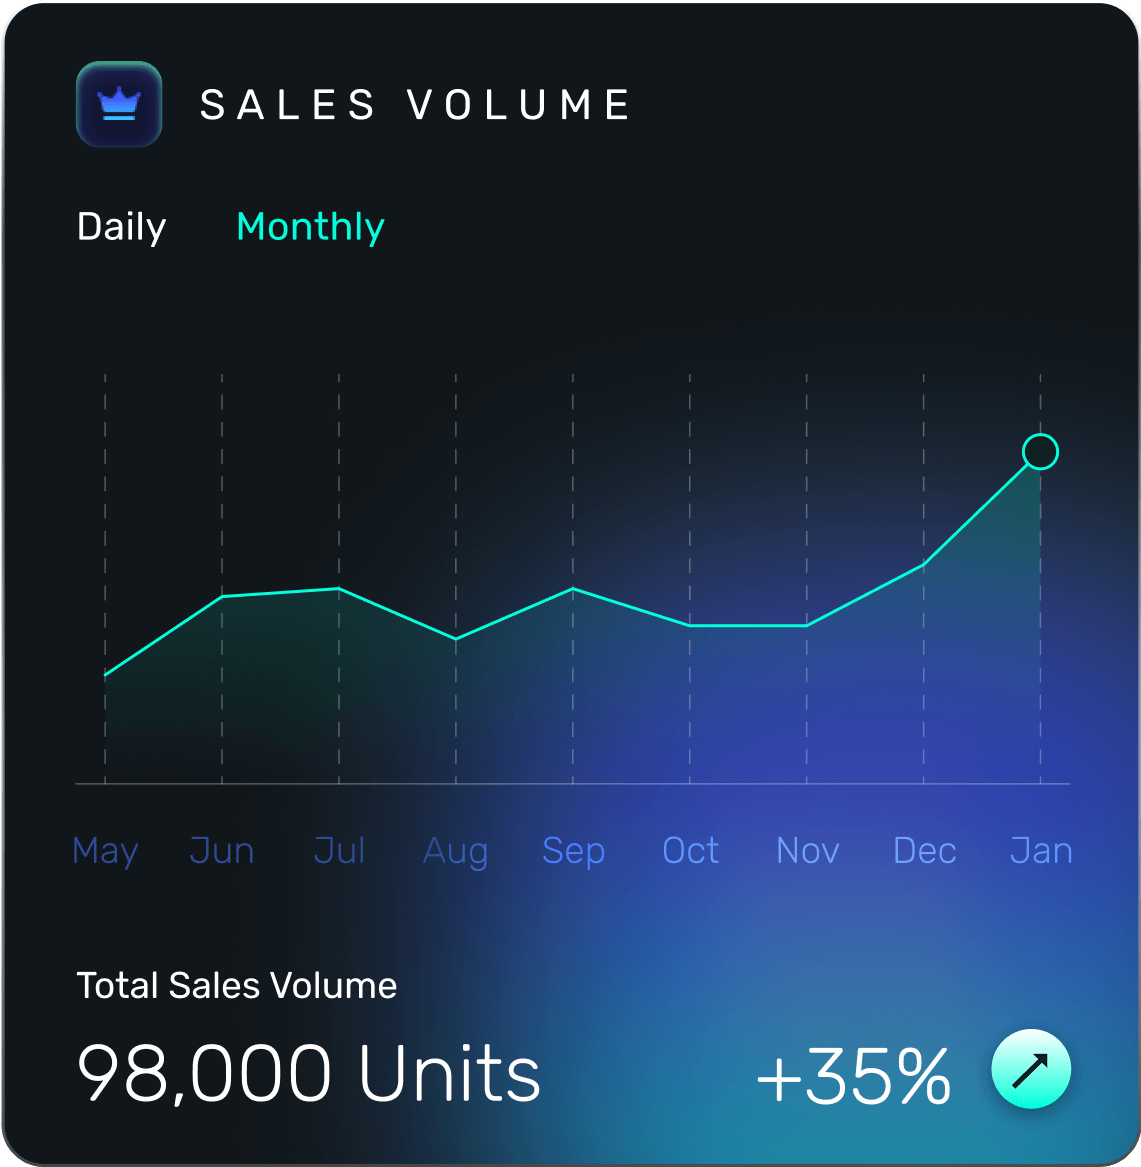 SALES VOLUME
Daily Monthly
May Jun Jul Aug Sep Oct Nov Dec Jan
Total Sales Volume
98,000 Units +35%